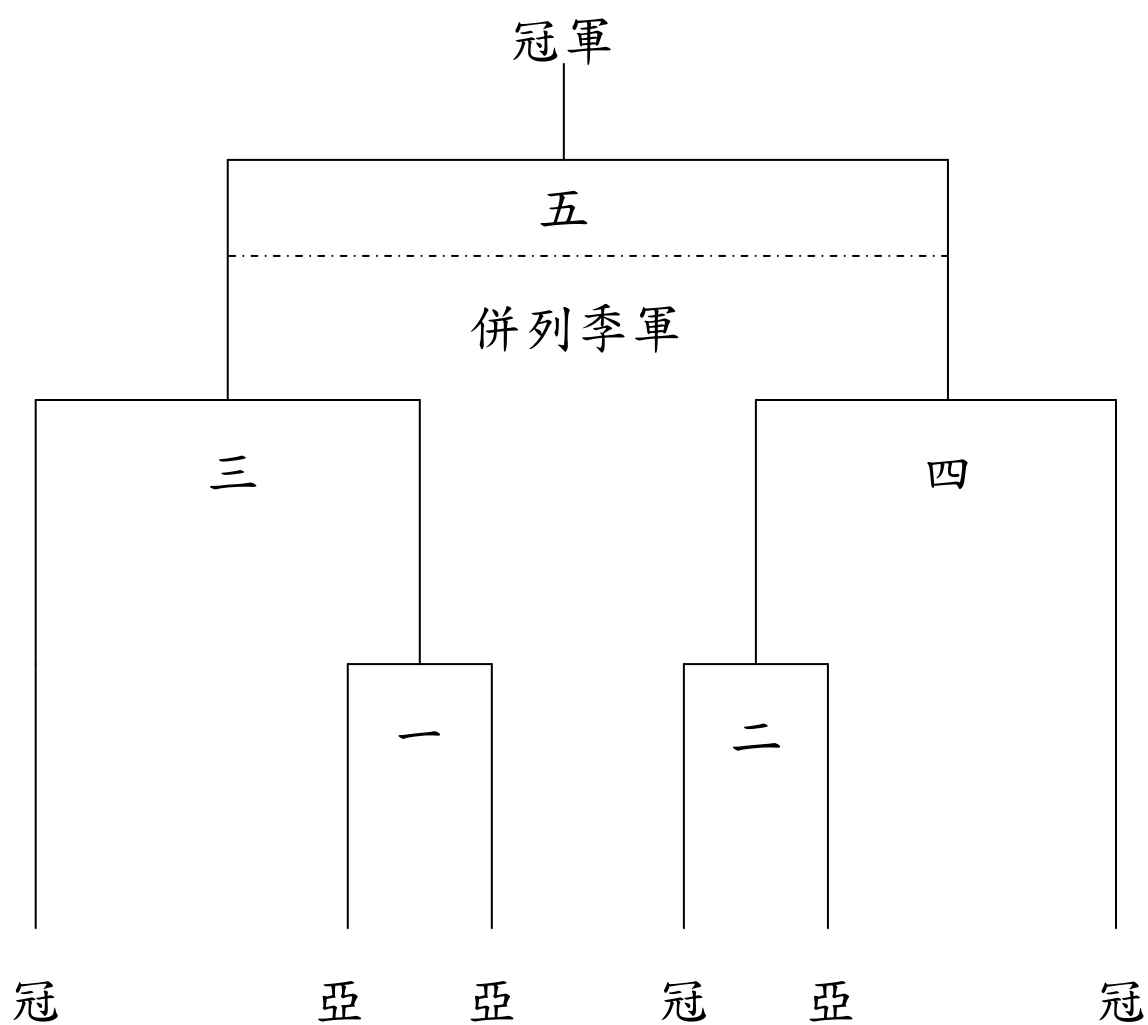 冠軍
五
併列季軍
三 四
一 二
冠 亞 亞 冠 亞 冠